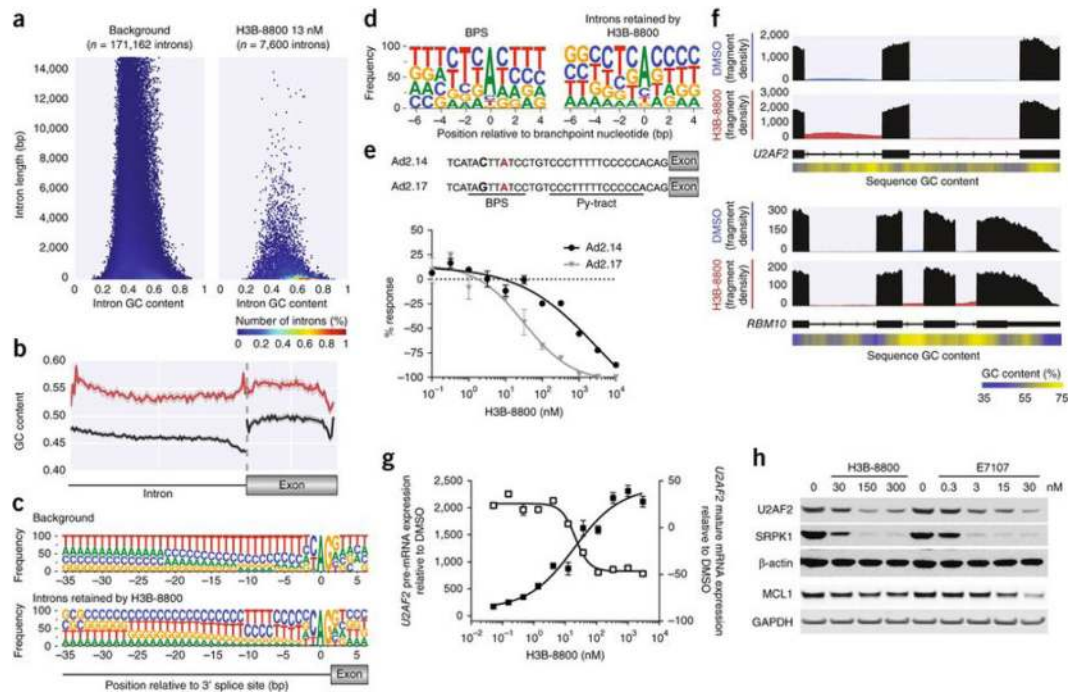 a
Background
(n = 171,162 introns)
H3B-8800 13 nM
(n = 7,600 introns)
Intron length (bp)
14,000
12,000
10,000
8,000
6,000
4,000
2,000
0
0 0.2 0.4 0.6 0.8 1
Intron GC content
0 0.2 0.4 0.6 0.8 1
Intron GC content
Number of introns (%)
0 0.2 0.4 0.6 0.8 1
b
GC content
0.60
0.55
0.50
0.45
0.40
Intron
Exon
c
Background
Frequency
100
50
0
−35 −30 −25 −20 −15 −10 −5 0 5
Introns retained by H3B-8800
Frequency
100
50
0
−35 −30 −25 −20 −15 −10 −5 0 5
Position relative to 3′ splice site (bp)
Exon
d
BPS
Introns retained by
H3B-8800
Frequency
100
50
0
−6 −4 −2 0 2 4
−6 −4 −2 0 2 4
Position relative to branchpoint nucleotide (bp)
e
Ad2.14 TCATACTTATCCTGTCCCTTTTTCCCCCACAG Exon
Ad2.17 TCATAGTTATCCTGTCCCTTTTTCCCCCACAG Exon
BPS Py-tract
% response
50
25
0
−25
−50
−75
−100
Ad2.14
Ad2.17
10−1 100 101 102 103 104
H3B-8800 (nM)
f
DMSO
(fragment
density)
2,000
1,000
0
H3B-8800
(fragment
density)
3,000
2,000
1,000
0
U2AF2
Sequence GC content
DMSO
(fragment
density)
300
150
0
H3B-8800
(fragment
density)
200
100
0
RBM10
Sequence GC content
GC content (%)
35 55 75
g
U2AF2 pre-mRNA expression
relative to DMSO
2,500
2,000
1,500
1,000
500
0
U2AF2 mature mRNA expression
relative to DMSO
50
0
−50
−100
10−2 10−1 100 101 102 103 104
H3B-8800 (nM)
h
H3B-8800 E7107
0 30 150 300 0 0.3 3 15 30 nM
U2AF2
SRPK1
β-actin
MCL1
GAPDH